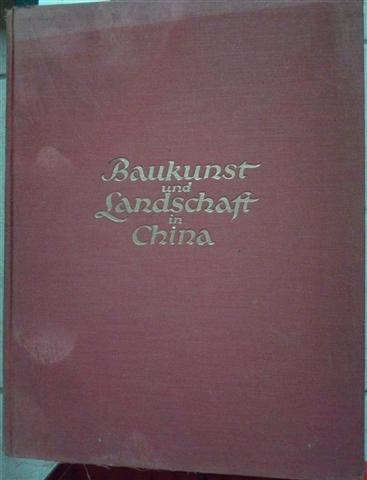 Baukunst
und
Landschaft
in
China